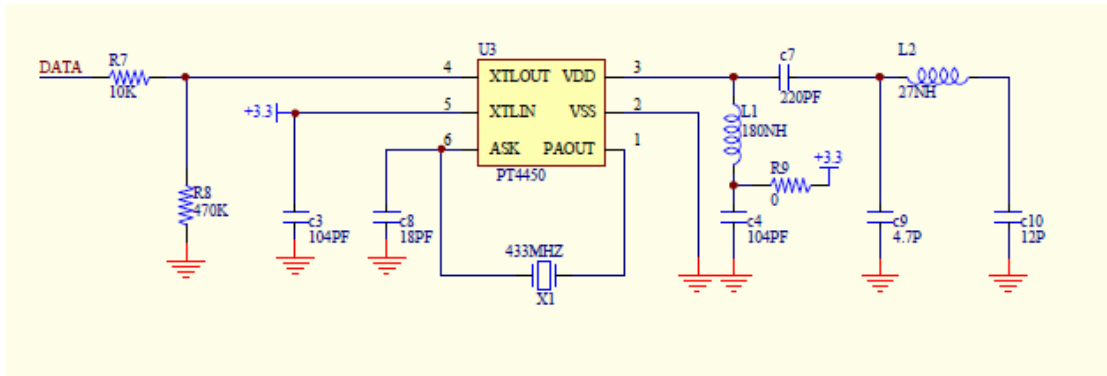 DATA
R7
10K
R8
470K
+3.3
c3
104PF
c8
18PF
U3
4 XTLOUT VDD 3
5 XTLIN VSS 2
6 ASK PAOUT 1
PT4450
433MHZ
X1
L1
180NH
R9
0
+3.3
c4
104PF
c7
220PF
c9
4.7P
L2
27NH
c10
12P